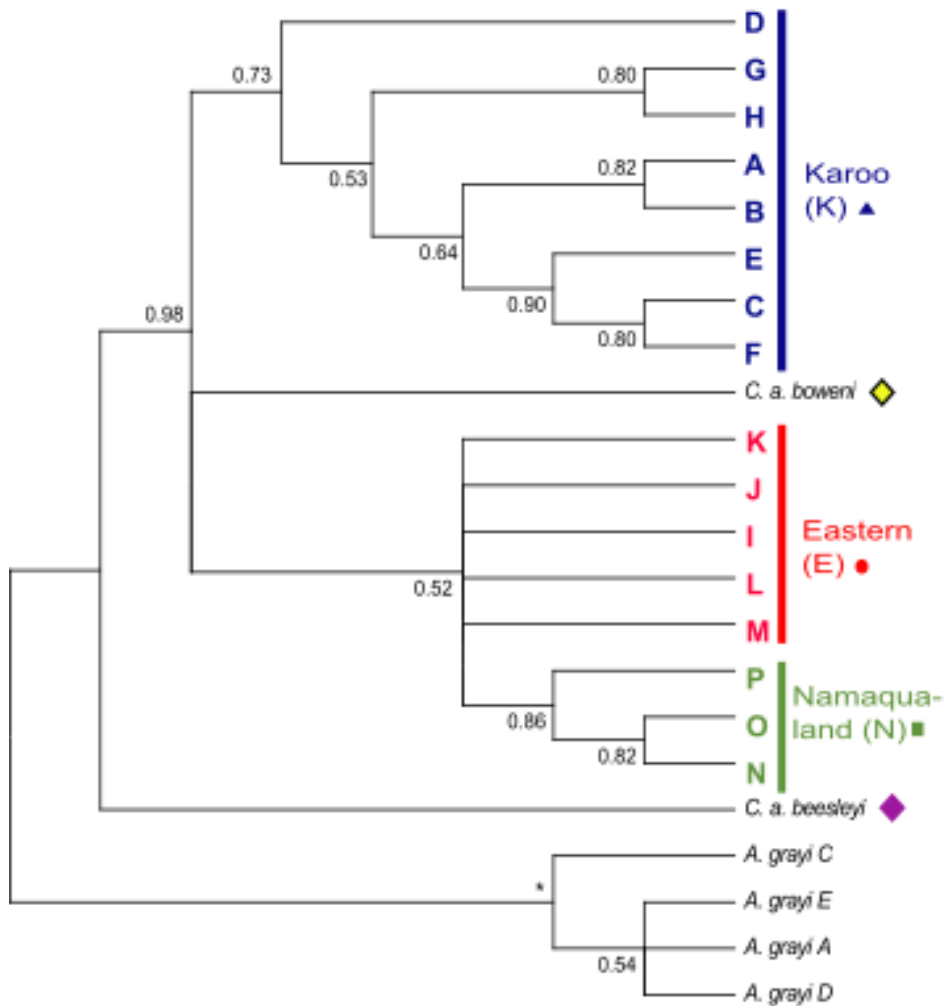 D
0.73
0.80
G
H
0.53
0.82
A
Karoo
(K)
B
0.64
E
0.90
C
0.98
0.80
F
C. a. boweni
K
J
I
Eastern
(E)
0.52
L
M
P
Namaqua-
land (N)
0.86
O
0.82
N
C. a. beesleyi
A. grayi C
*
A. grayi E
A. grayi A
0.54
A. grayi D